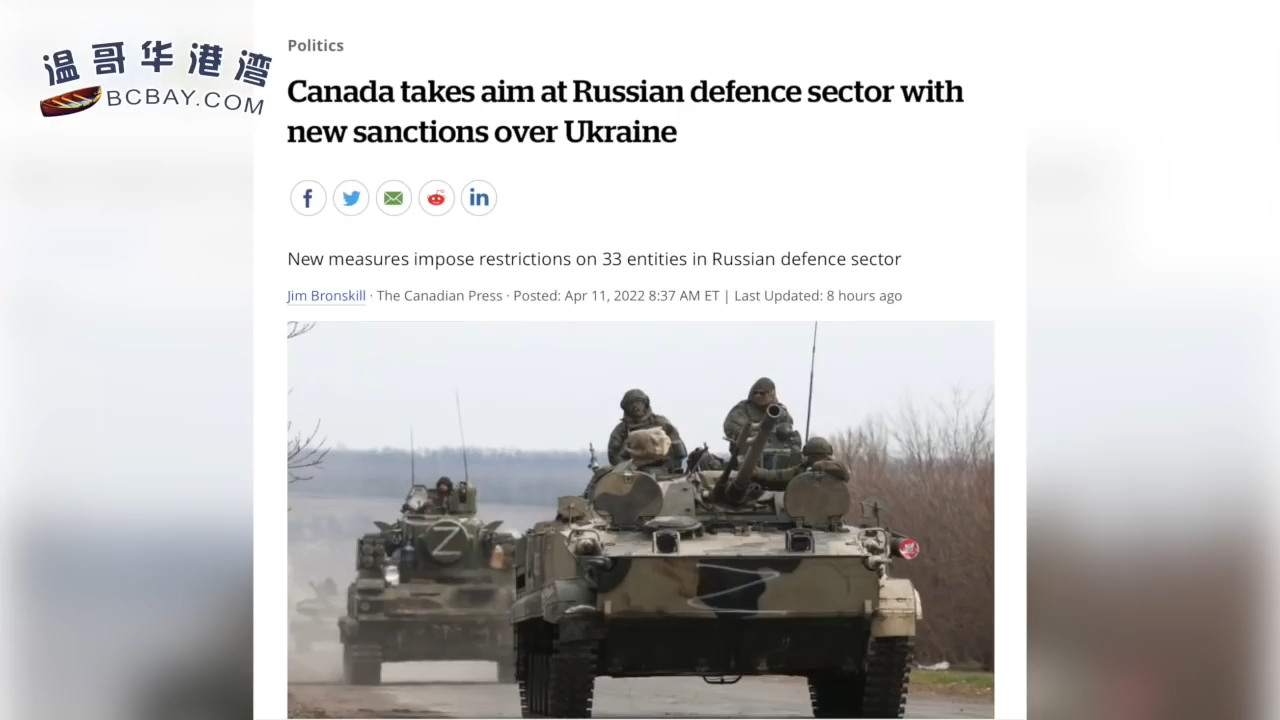 温哥华港湾
BCBAY.COM
Politics
Canada takes aim at Russian defence sector with
new sanctions over Ukraine
New measures impose restrictions on 33 entities in Russian defence sector
Jim Bronskill · The Canadian Press · Posted: Apr 11, 2022 8:37 AM ET | Last Updated: 8 hours ago
Z
Z